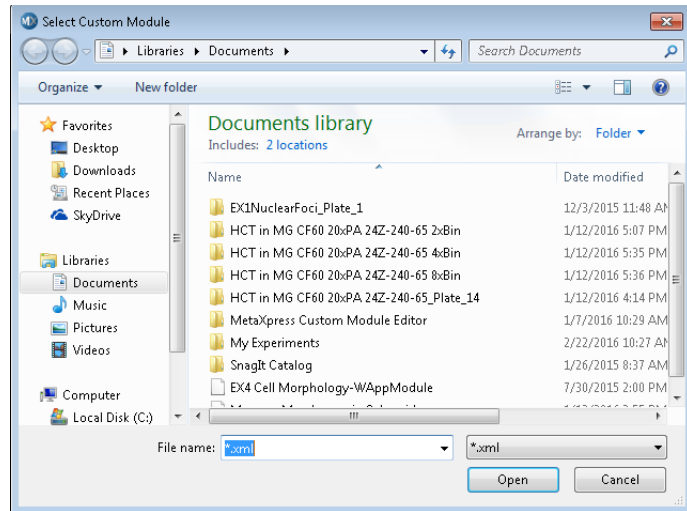 Select Custom Module
Libraries Documents
Search Documents
Organize New folder
Favorites
Desktop
Downloads
Recent Places
SkyDrive
Libraries
Documents
Music
Pictures
Videos
Computer
Local Disk (C:)
Documents library
Includes: 2 locations
Arrange by: Folder
Name Date modified
EX1NuclearFoci_Plate_1 12/3/2015 11:48 AM
HCT in MG CF60 20xPA 24Z-240-65 2xBin 1/12/2016 5:07 PM
HCT in MG CF60 20xPA 24Z-240-65 4xBin 1/12/2016 5:35 PM
HCT in MG CF60 20xPA 24Z-240-65 8xBin 1/12/2016 5:36 PM
HCT in MG CF60 20xPA 24Z-240-65_Plate_14 1/12/2016 4:14 PM
MetaXpress Custom Module Editor 1/7/2016 10:29 AM
My Experiments 2/22/2016 10:27 AM
SnagIt Catalog 1/26/2015 8:37 AM
EX4 Cell Morphology-WAppModule 7/30/2015 2:00 PM
File name: *.xml
*.xml
Open Cancel